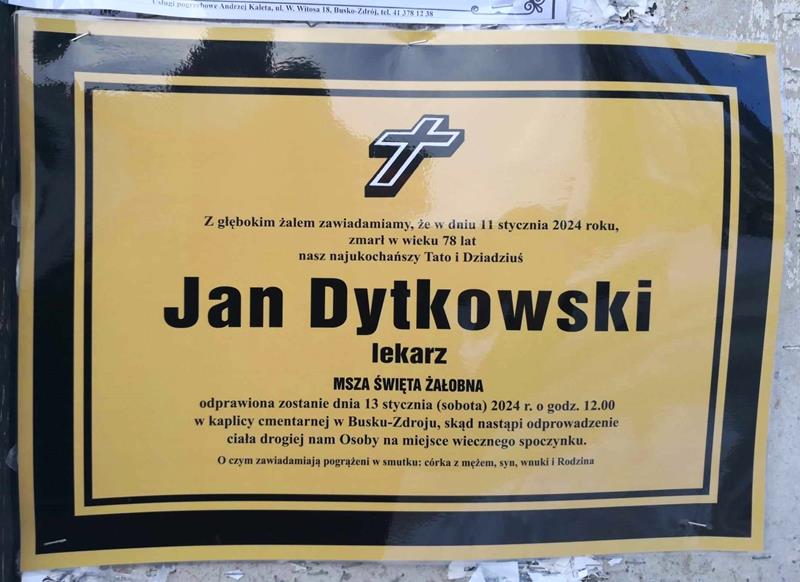 Usługi pogrzebowe Andrzej Kaleta, ul. W. Witosa 18, Busko-Zdrój, tel. 41 378 12 38
Z głębokim żalem zawiadamiamy, że w dniu 11 stycznia 2024 roku,
zmarł w wieku 78 lat
nasz najukochańszy Tato i Dziadziuś
Jan Dytkowski
lekarz
MSZA ŚWIĘTA ŻAŁOBNA
odprawiona zostanie dnia 13 stycznia (sobota) 2024 r. o godz. 12.00
w kaplicy cmentarnej w Busku-Zdroju, skąd nastąpi odprowadzenie
ciała drogiej nam Osoby na miejsce wiecznego spoczynku.
O czym zawiadamiają pogrążeni w smutku: córka z mężem, syn, wnuki i Rodzina